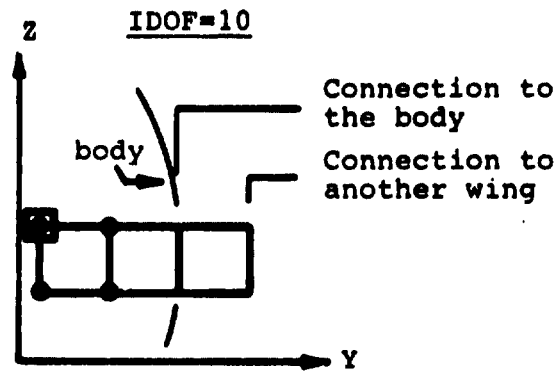 IDOF=10
Z
Connection to
the body
body
Connection to
another wing
Y